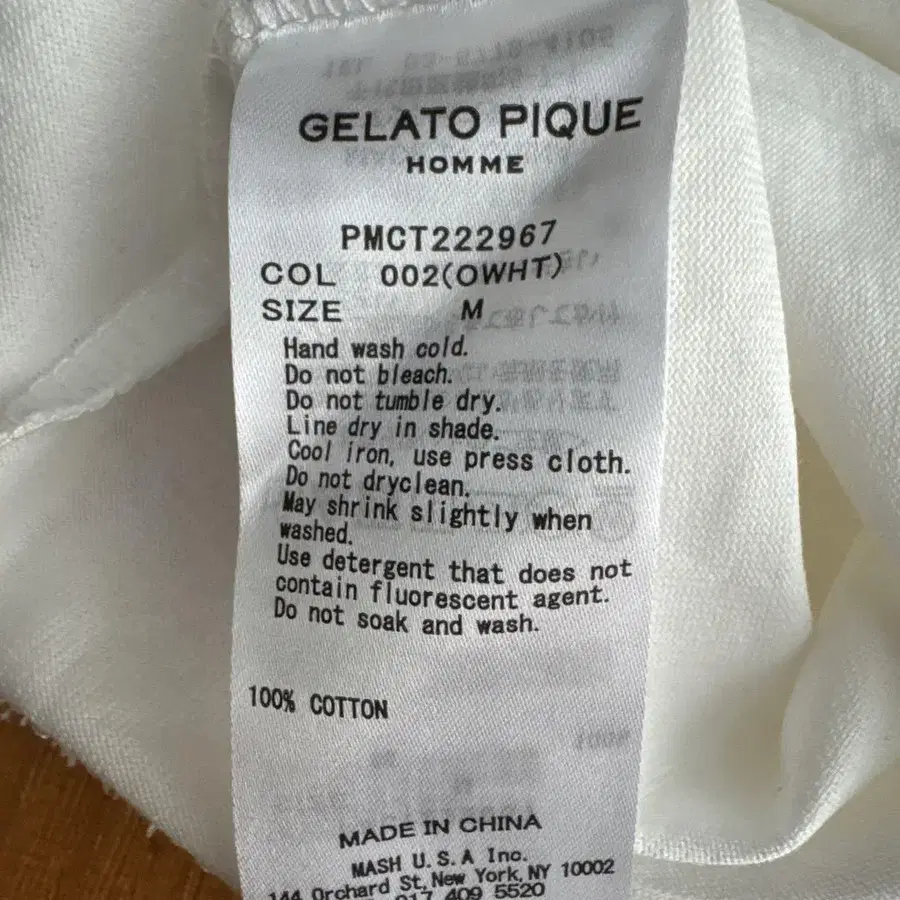 GELATO PIQUE
HOMME
PMCT222967
COL 002(OWHT)
SIZE M
Hand wash cold.
Do not bleach.
Do not tumble dry.
Line dry in shade.
Cool iron, use press cloth.
Do not dryclean.
May shrink slightly when
washed.
Use detergent that does not
contain fluorescent agent.
Do not soak and wash.
100% COTTON
MADE IN CHINA
MASH U.S.A Inc.
144 Orchard St, New York, NY 10002
917 409 5520